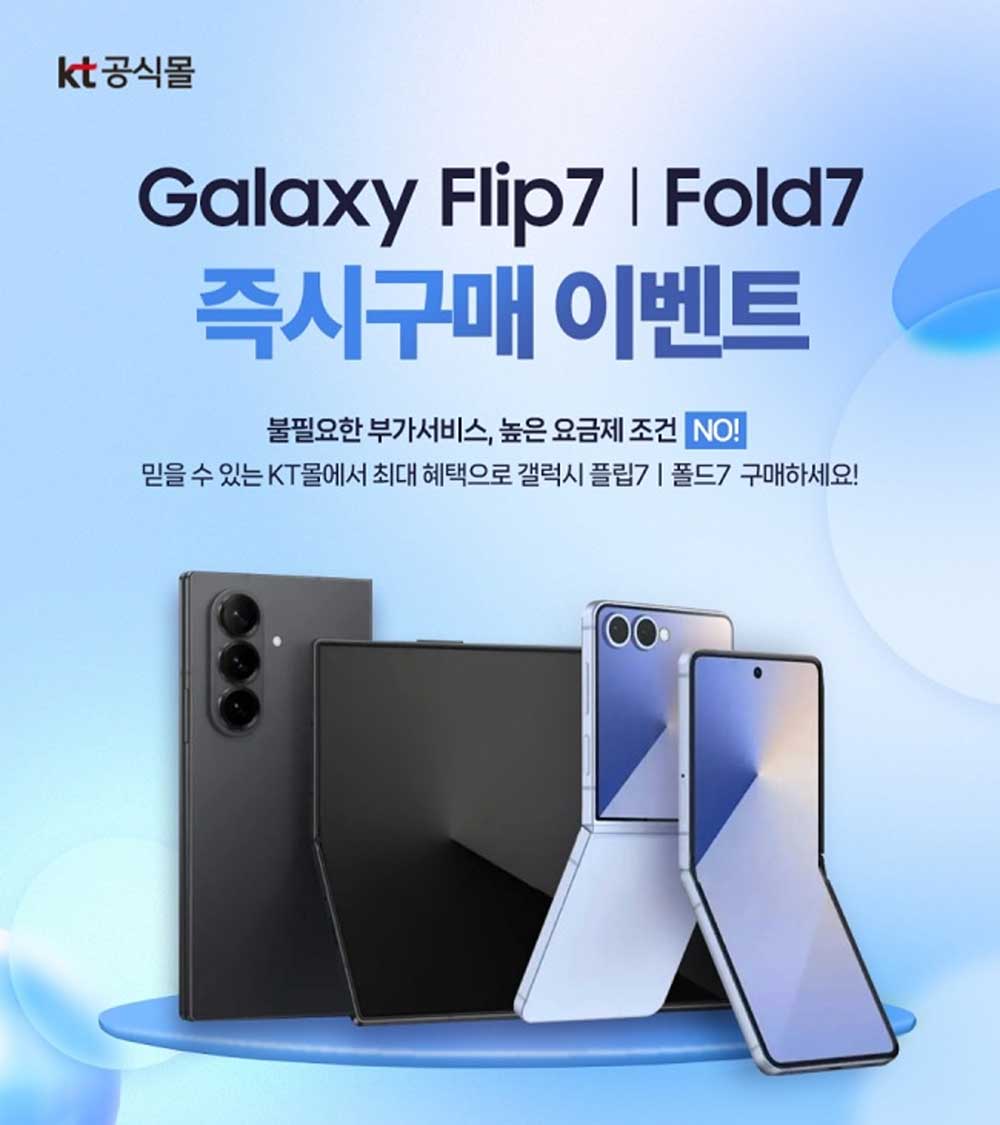 kt 공식몰
Galaxy Flip7 | Fold7
즉시구매 이벤트
불필요한 부가서비스, 높은 요금제 조건 NO!
믿을 수 있는 KT몰에서 최대 혜택으로 갤럭시 플립7 | 폴드7 구매하세요!